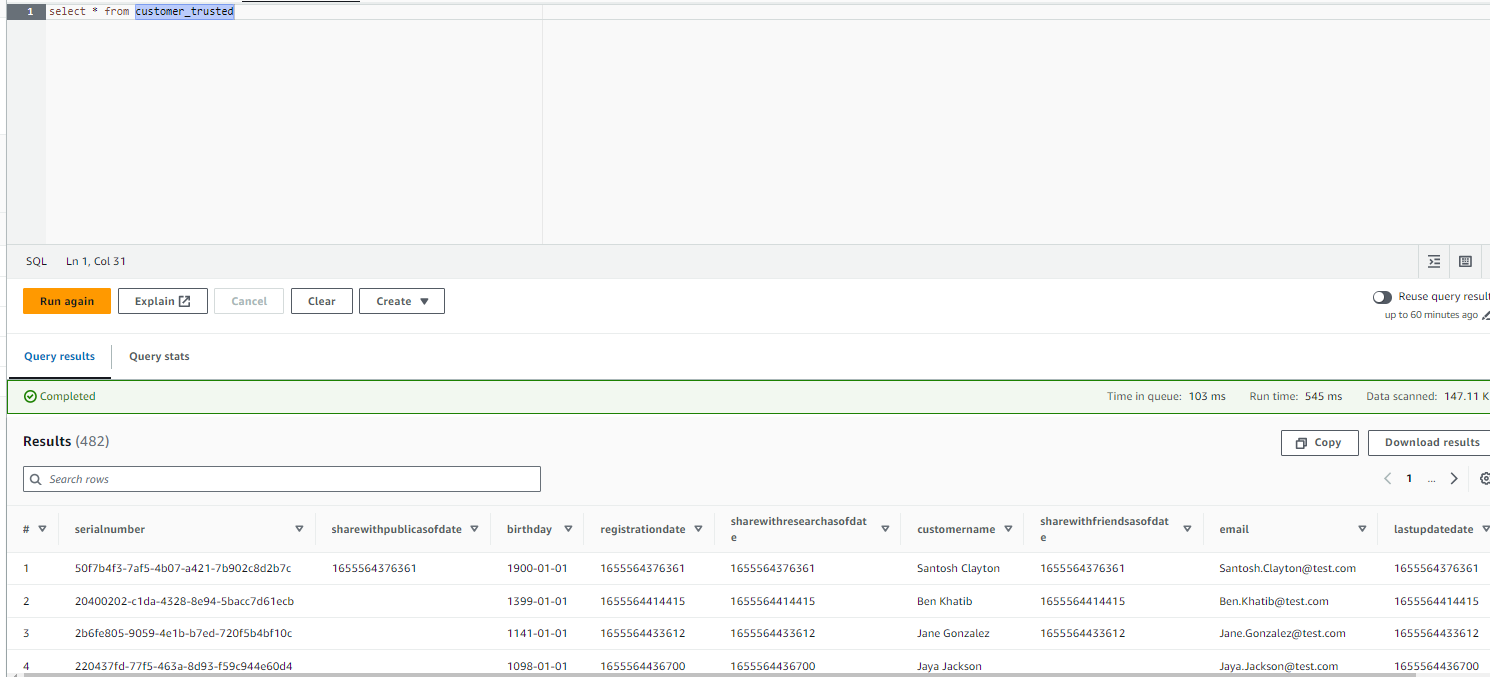 1 select * from customer_trusted
SQL Ln 1, Col 31
Run again Explain Cancel Clear Create Reuse query result
up to 60 minutes ago
Query results Query stats
Completed Time in queue: 103 ms Run time: 545 ms Data scanned: 147.11 K
Results (482) Copy Download results
Search rows 1 ...
# serialnumber sharewithpublicasofdate birthday registrationdate sharewithresearchasofdat
e customername sharewithfriendsasofdat
e email lastupdatedate
1 50f7b4f3-7af5-4b07-a421-7b902c8d2b7c 1655564376361 1900-01-01 1655564376361 1655564376361 Santosh Clayton 1655564376361 Santosh.Clayton@test.com 1655564376361
2 20400202-c1da-4328-8e94-5bacc7d61ecb 1399-01-01 1655564414415 1655564414415 Ben Khatib 1655564414415 Ben.Khatib@test.com 1655564414415
3 2b6fe805-9059-4e1b-b7ed-720f5b4bf10c 1141-01-01 1655564433612 1655564433612 Jane Gonzalez 1655564433612 Jane.Gonzalez@test.com 1655564433612
4 220437fd-77f5-463a-8d93-f59c944e60d4 1098-01-01 1655564436700 1655564436700 Jaya Jackson Jaya.Jackson@test.com 1655564436700